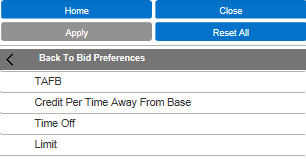 Home Close
Apply Reset All
Back To Bid Preferences
TAFB
Credit Per Time Away From Base
Time Off
Limit